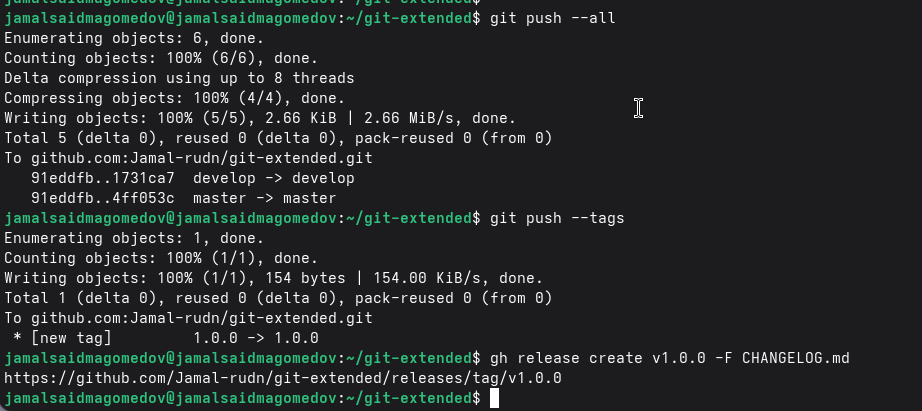 jamalsaidmagomedov@jamalsaidmagomedov:~/git-extended$ git push --all
Enumerating objects: 6, done.
Counting objects: 100% (6/6), done.
Delta compression using up to 8 threads
Compressing objects: 100% (4/4), done.
Writing objects: 100% (5/5), 2.66 KiB | 2.66 MiB/s, done.
Total 5 (delta 0), reused 0 (delta 0), pack-reused 0 (from 0)
To github.com:Jamal-rudn/git-extended.git
   91eddfb..1731ca7  develop -> develop
   91eddfb..4ff053c  master -> master
jamalsaidmagomedov@jamalsaidmagomedov:~/git-extended$ git push --tags
Enumerating objects: 1, done.
Counting objects: 100% (1/1), done.
Writing objects: 100% (1/1), 154 bytes | 154.00 KiB/s, done.
Total 1 (delta 0), reused 0 (delta 0), pack-reused 0 (from 0)
To github.com:Jamal-rudn/git-extended.git
 * [new tag]         1.0.0 -> 1.0.0
jamalsaidmagomedov@jamalsaidmagomedov:~/git-extended$ gh release create v1.0.0 -F CHANGELOG.md
https://github.com/Jamal-rudn/git-extended/releases/tag/v1.0.0
jamalsaidmagomedov@jamalsaidmagomedov:~/git-extended$